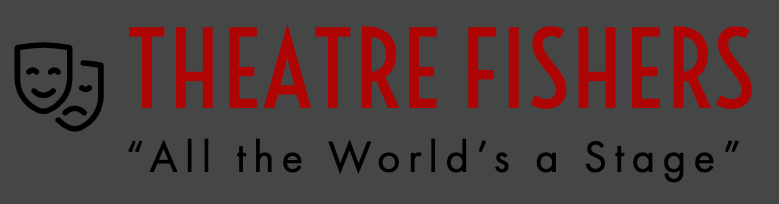 THEATRE FISHERS
“All the World’s a Stage”